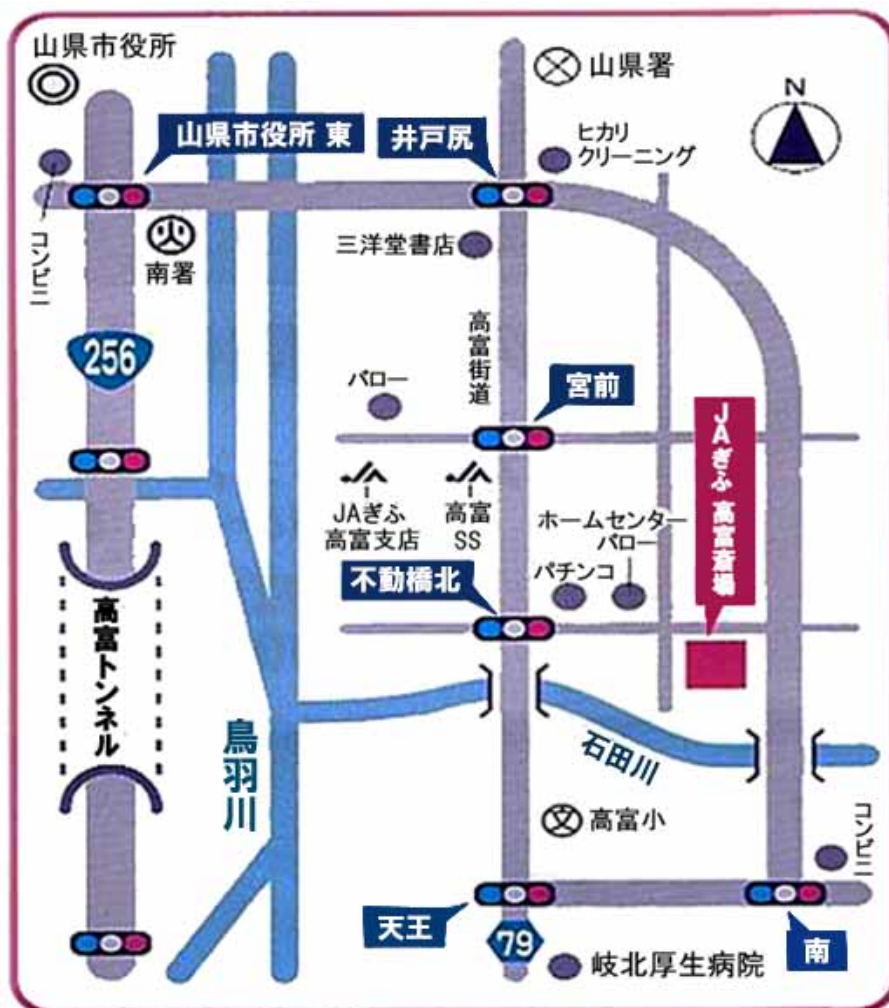 山県市役所
山県署
N
山県市役所 東
井戸尻
ヒカリ
クリーニング
コンビニ
火
南署
三洋堂書店
256
高富街道
バロー
宮前
JAぎふ 高富斎場
JAぎふ
高富支店
高富
SS
ホームセンター
バロー
パチンコ
不動橋北
高富トンネル
鳥羽川
石田川
文
高富小
コンビニ
天王
79
南
岐北厚生病院